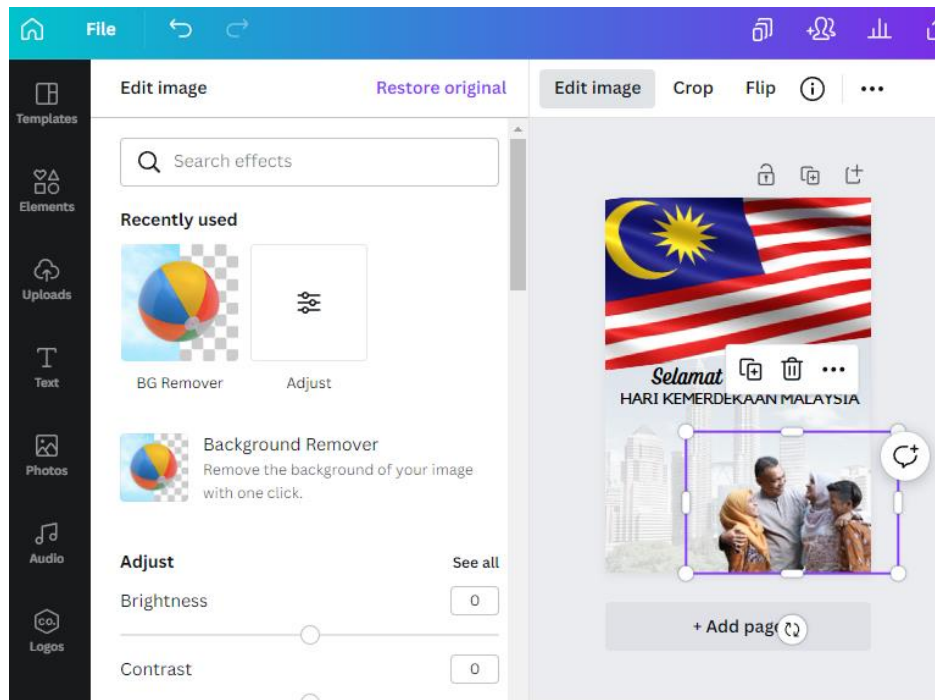 File
Templates
Elements
Uploads
Text
Photos
Audio
co.
Logos
Edit image
Restore original
Search effects
Recently used
BG Remover
Adjust
Background Remover
Remove the background of your image
with one click.
Adjust
See all
Brightness
0
Contrast
0
Edit image
Crop
Flip
Selamat
HARI KEMERDEKAAN MALAYSIA
+ Add page